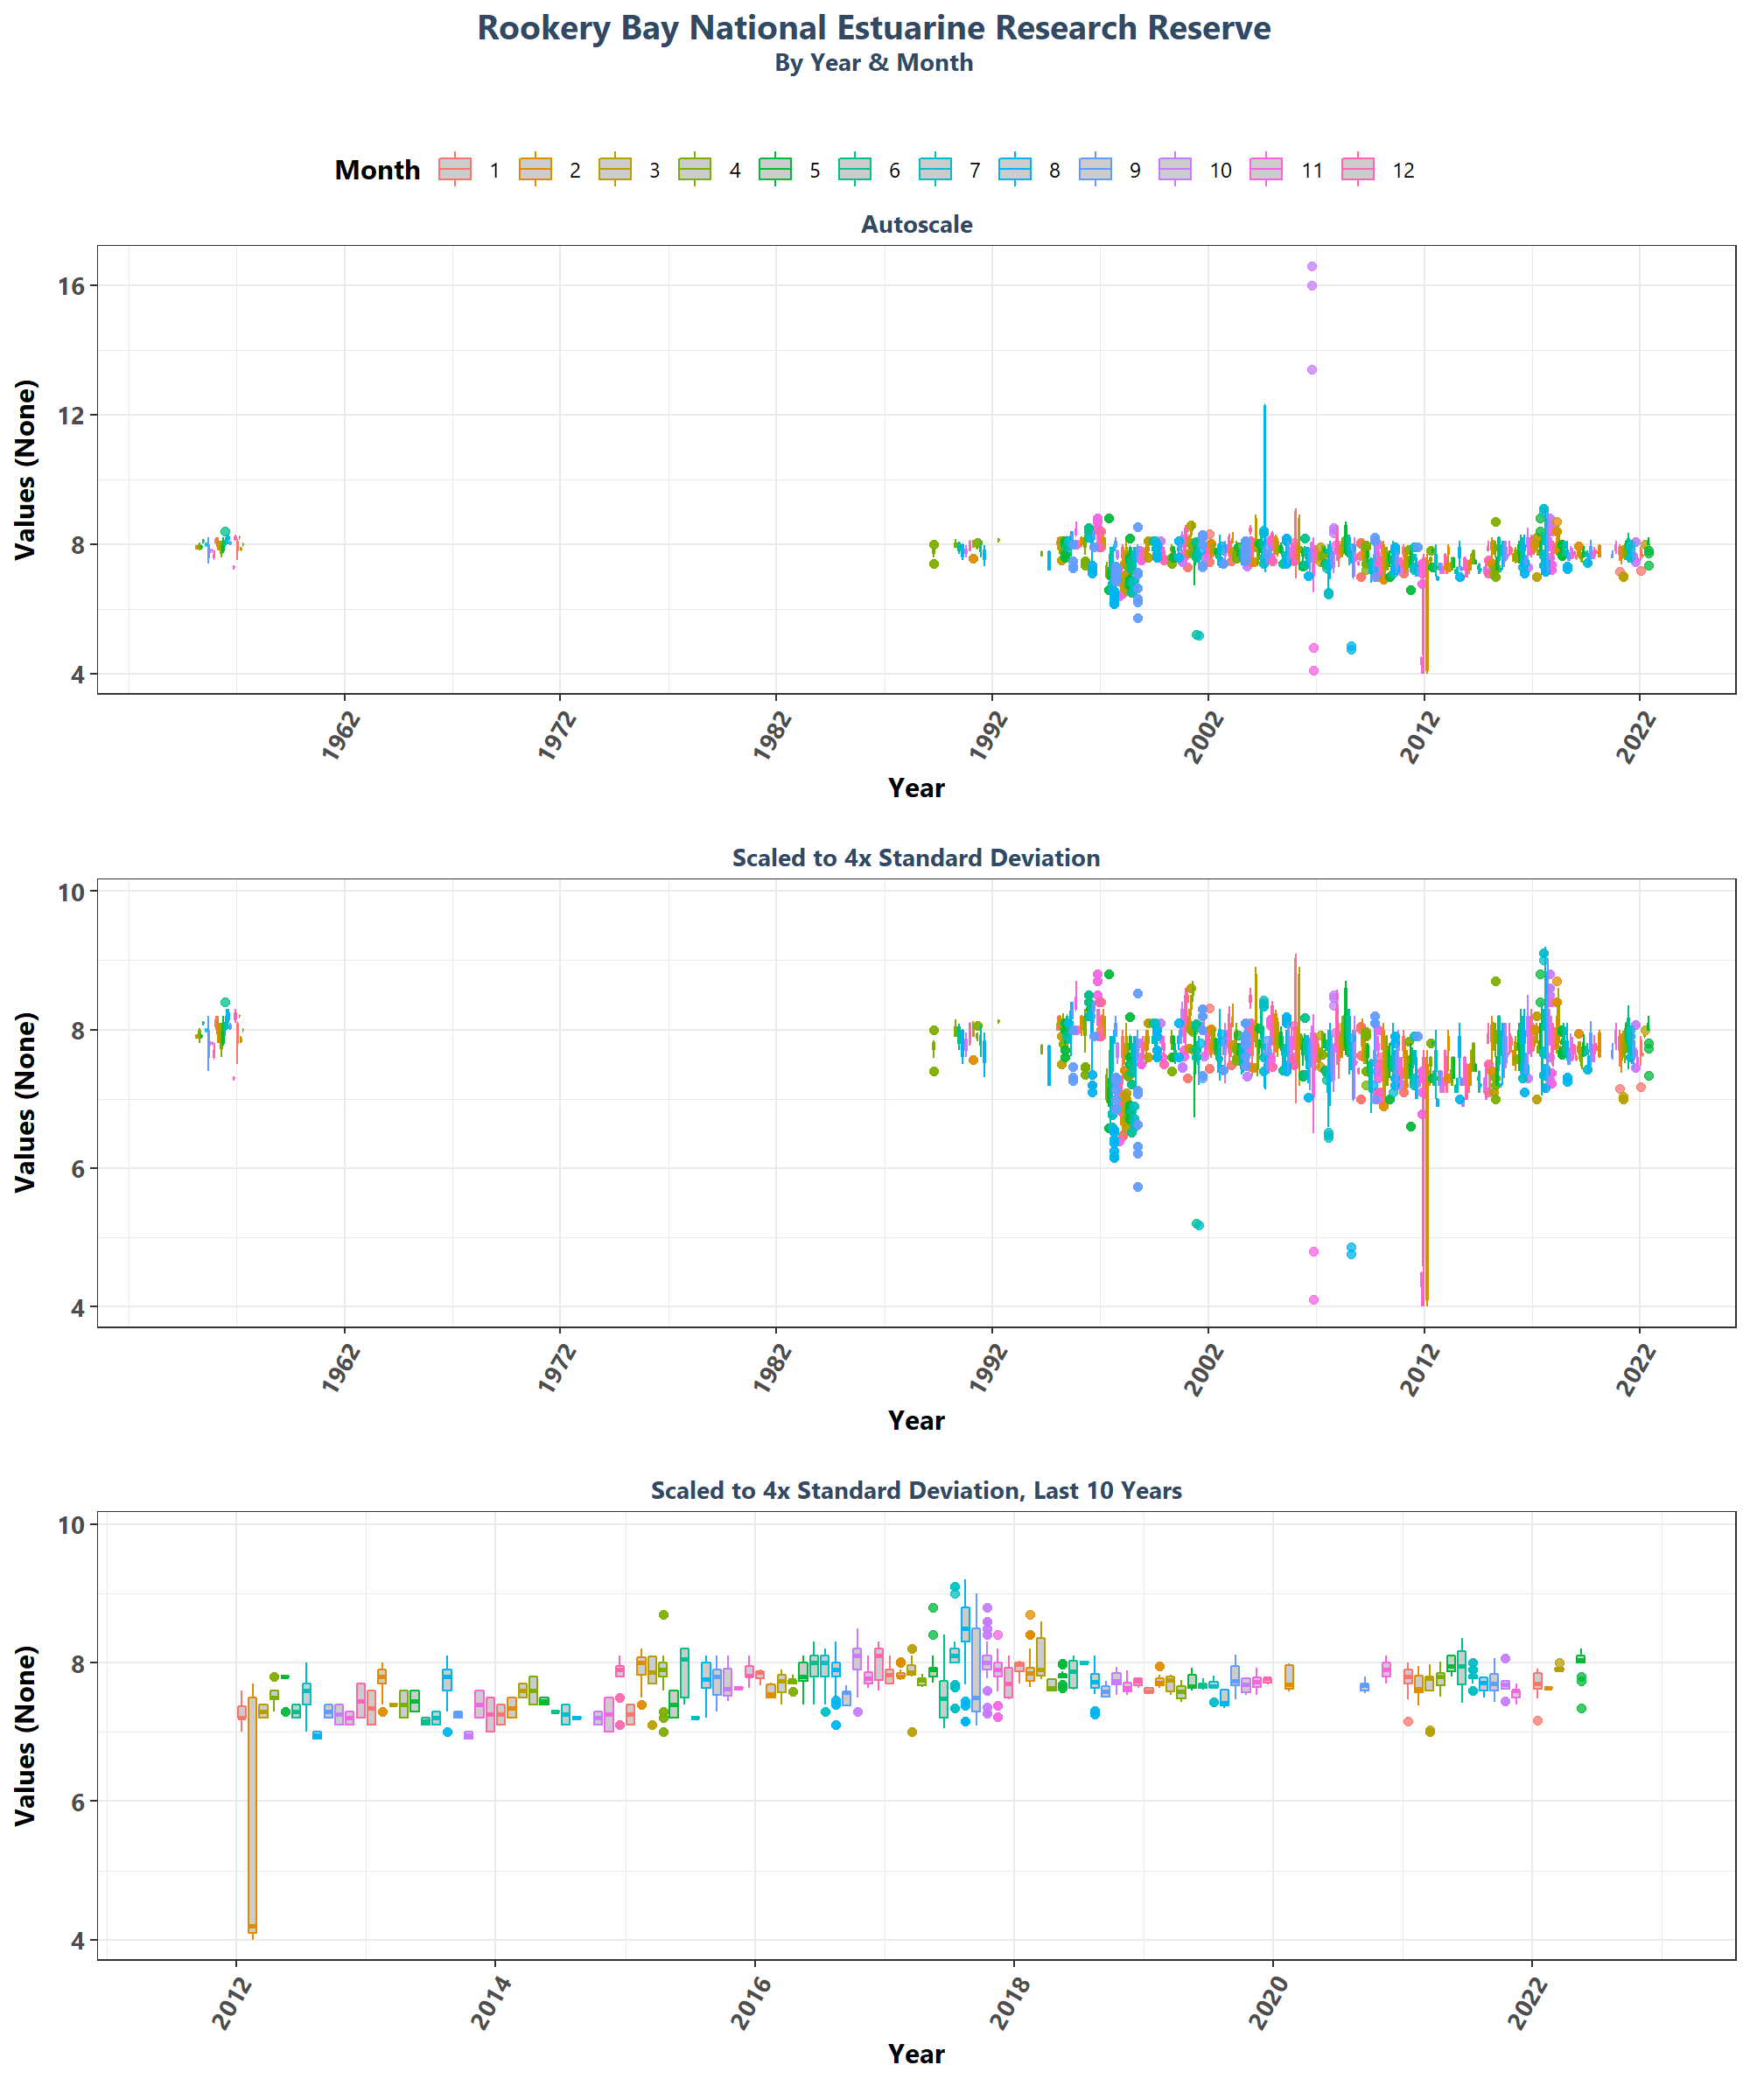 Rookery Bay National Estuarine Research Reserve
By Year & Month
Month 1 2 3 4 5 6 7 8 9 10 11 12
Autoscale
Values (None)
16
12
8
4
1962 1972 1982 1992 2002 2012 2022
Year
Scaled to 4x Standard Deviation
Values (None)
10
8
6
4
1962 1972 1982 1992 2002 2012 2022
Year
Scaled to 4x Standard Deviation, Last 10 Years
Values (None)
10
8
6
4
2012 2014 2016 2018 2020 2022
Year